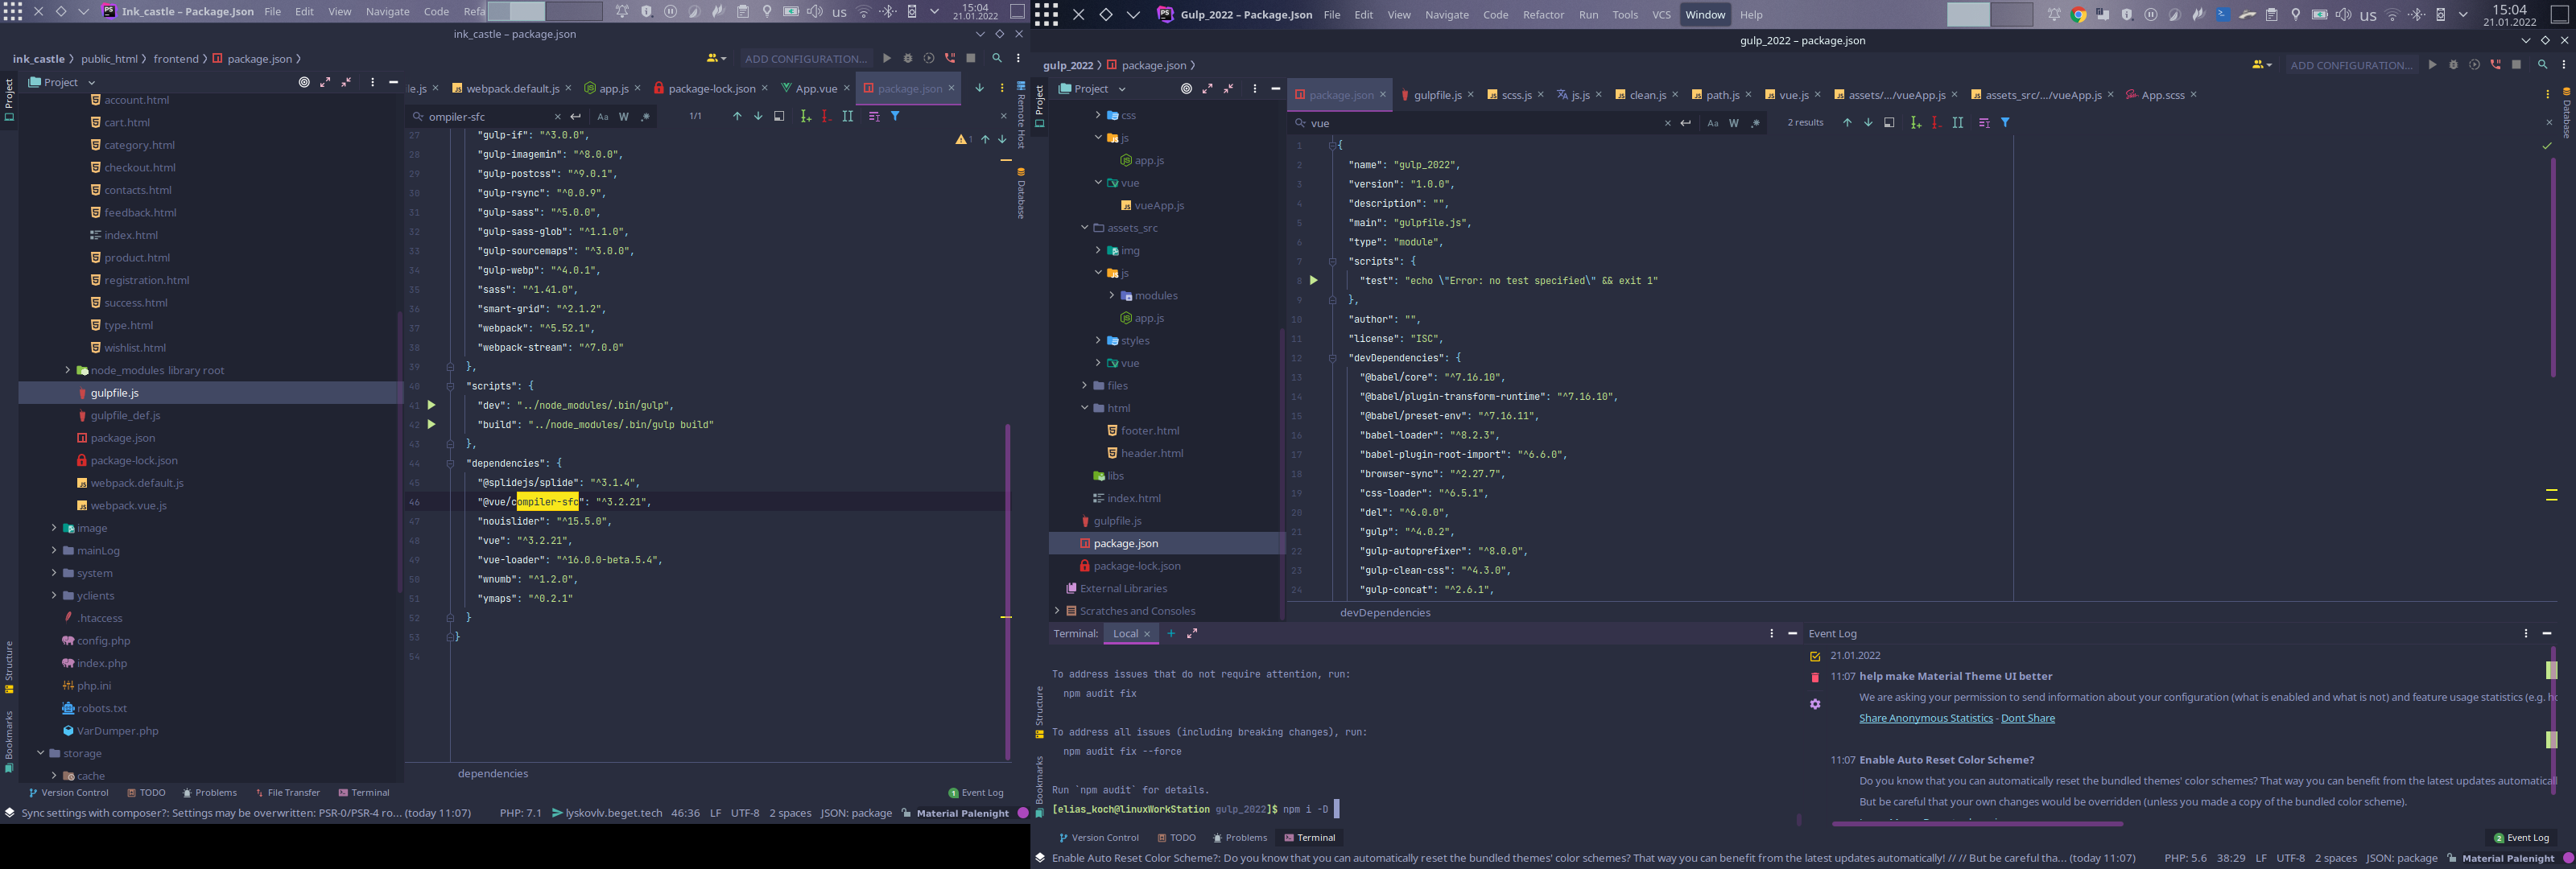 Ink_castle – Package.Json File Edit View Navigate Code Refa
us 15:04
21.01.2022
ink_castle – package.json
ink_castle public_html frontend package.json
ADD CONFIGURATION...
Project
webpack.default.js app.js package-lock.json App.vue package.json
Project
Structure
Bookmarks
Remote Host
Database
account.html
cart.html
category.html
checkout.html
contacts.html
feedback.html
index.html
product.html
registration.html
success.html
type.html
wishlist.html
node_modules library root
gulpfile.js
gulpfile_def.js
package.json
package-lock.json
webpack.default.js
webpack.vue.js
image
mainLog
system
yclients
.htaccess
config.php
index.php
php.ini
robots.txt
VarDumper.php
storage
cache
ompiler-sfc Aa W .* 1/1
1
27 "gulp-if": "^3.0.0",
28 "gulp-imagemin": "^8.0.0",
29 "gulp-postcss": "^9.0.1",
30 "gulp-rsync": "^0.0.9",
31 "gulp-sass": "^5.0.0",
32 "gulp-sass-glob": "^1.1.0",
33 "gulp-sourcemaps": "^3.0.0",
34 "gulp-webp": "^4.0.1",
35 "sass": "^1.41.0",
36 "smart-grid": "^2.1.2",
37 "webpack": "^5.52.1",
38 "webpack-stream": "^7.0.0"
39 },
40 "scripts": {
41 "dev": "../node_modules/.bin/gulp",
42 "build": "../node_modules/.bin/gulp build"
43 },
44 "dependencies": {
45 "@splidejs/splide": "^3.1.4",
46 "@vue/compiler-sfc": "^3.2.21",
47 "nouislider": "^15.5.0",
48 "vue": "^3.2.21",
49 "vue-loader": "^16.0.0-beta.5.4",
50 "wnumb": "^1.2.0",
51 "ymaps": "^0.2.1"
52 }
53 }
54
dependencies
Version Control TODO Problems File Transfer Terminal 1 Event Log
Sync settings with composer?: Settings may be overwritten: PSR-0/PSR-4 ro... (today 11:07) PHP: 7.1 lyskovlv.beget.tech 46:36 LF UTF-8 2 spaces JSON: package Material Palenight
Gulp_2022 – Package.Json File Edit View Navigate Code Refactor Run Tools VCS Window Help
us 15:04
21.01.2022
gulp_2022 – package.json
gulp_2022 package.json
ADD CONFIGURATION...
Project
package.json gulpfile.js scss.js js.js clean.js path.js vue.js assets/.../vueApp.js assets_src/.../vueApp.js App.scss
Project
Structure
Bookmarks
Database
css
js
app.js
vue
vueApp.js
assets_src
img
js
modules
app.js
styles
vue
files
html
footer.html
header.html
libs
index.html
gulpfile.js
package.json
package-lock.json
External Libraries
Scratches and Consoles
vue Aa W .* 2 results
1 {
2 "name": "gulp_2022",
3 "version": "1.0.0",
4 "description": "",
5 "main": "gulpfile.js",
6 "type": "module",
7 "scripts": {
8 "test": "echo \"Error: no test specified\" && exit 1"
9 },
10 "author": "",
11 "license": "ISC",
12 "devDependencies": {
13 "@babel/core": "^7.16.10",
14 "@babel/plugin-transform-runtime": "^7.16.10",
15 "@babel/preset-env": "^7.16.11",
16 "babel-loader": "^8.2.3",
17 "babel-plugin-root-import": "^6.6.0",
18 "browser-sync": "^2.27.7",
19 "css-loader": "^6.5.1",
20 "del": "^6.0.0",
21 "gulp": "^4.0.2",
22 "gulp-autoprefixer": "^8.0.0",
23 "gulp-clean-css": "^4.3.0",
24 "gulp-concat": "^2.6.1",
devDependencies
Terminal: Local
To address issues that do not require attention, run:
npm audit fix
To address all issues (including breaking changes), run:
npm audit fix --force
Run `npm audit` for details.
[elias_koch@linuxWorkStation gulp_2022]$ npm i -D
Event Log
21.01.2022
11:07 help make Material Theme UI better
We are asking your permission to send information about your configuration (what is enabled and what is not) and feature usage statistics (e.g.
Share Anonymous Statistics - Dont Share
11:07 Enable Auto Reset Color Scheme?
Do you know that you can automatically reset the bundled themes' color schemes? That way you can benefit from the latest updates automatical
But be careful that your own changes would be overridden (unless you made a copy of the bundled color scheme).
Version Control TODO Problems Terminal 2 Event Log
Enable Auto Reset Color Scheme?: Do you know that you can automatically reset the bundled themes' color schemes? That way you can benefit from the latest updates automatically! // // But be careful tha... (today 11:07) PHP: 5.6 38:29 LF UTF-8 2 spaces JSON: package Material Palenight